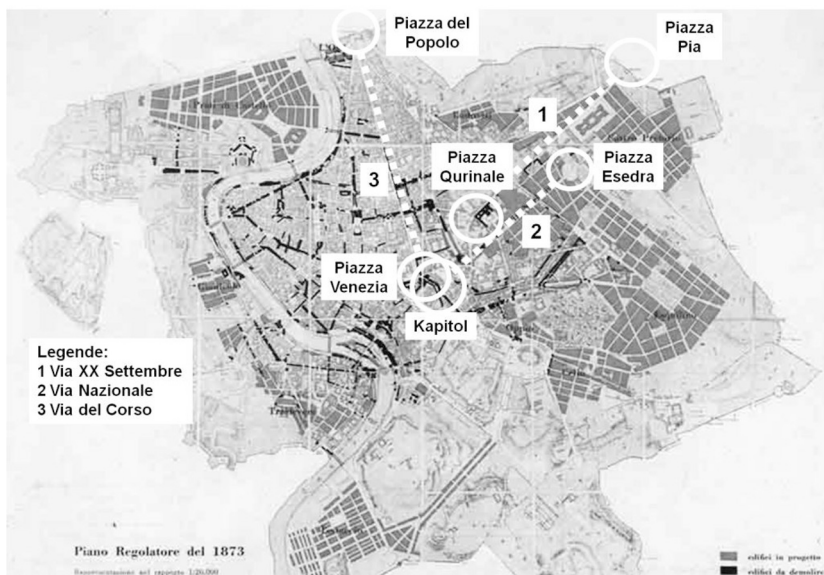 Piazza del
Popolo
Piazza
Pia
1
Piazza
Qurinale
Piazza
Esedra
3
2
Piazza
Venezia
Kapitol
Legende:
1 Via XX Settembre
2 Via Nazionale
3 Via del Corso
Piano Regolatore del 1873
edifici in progetto
edifici da demolire